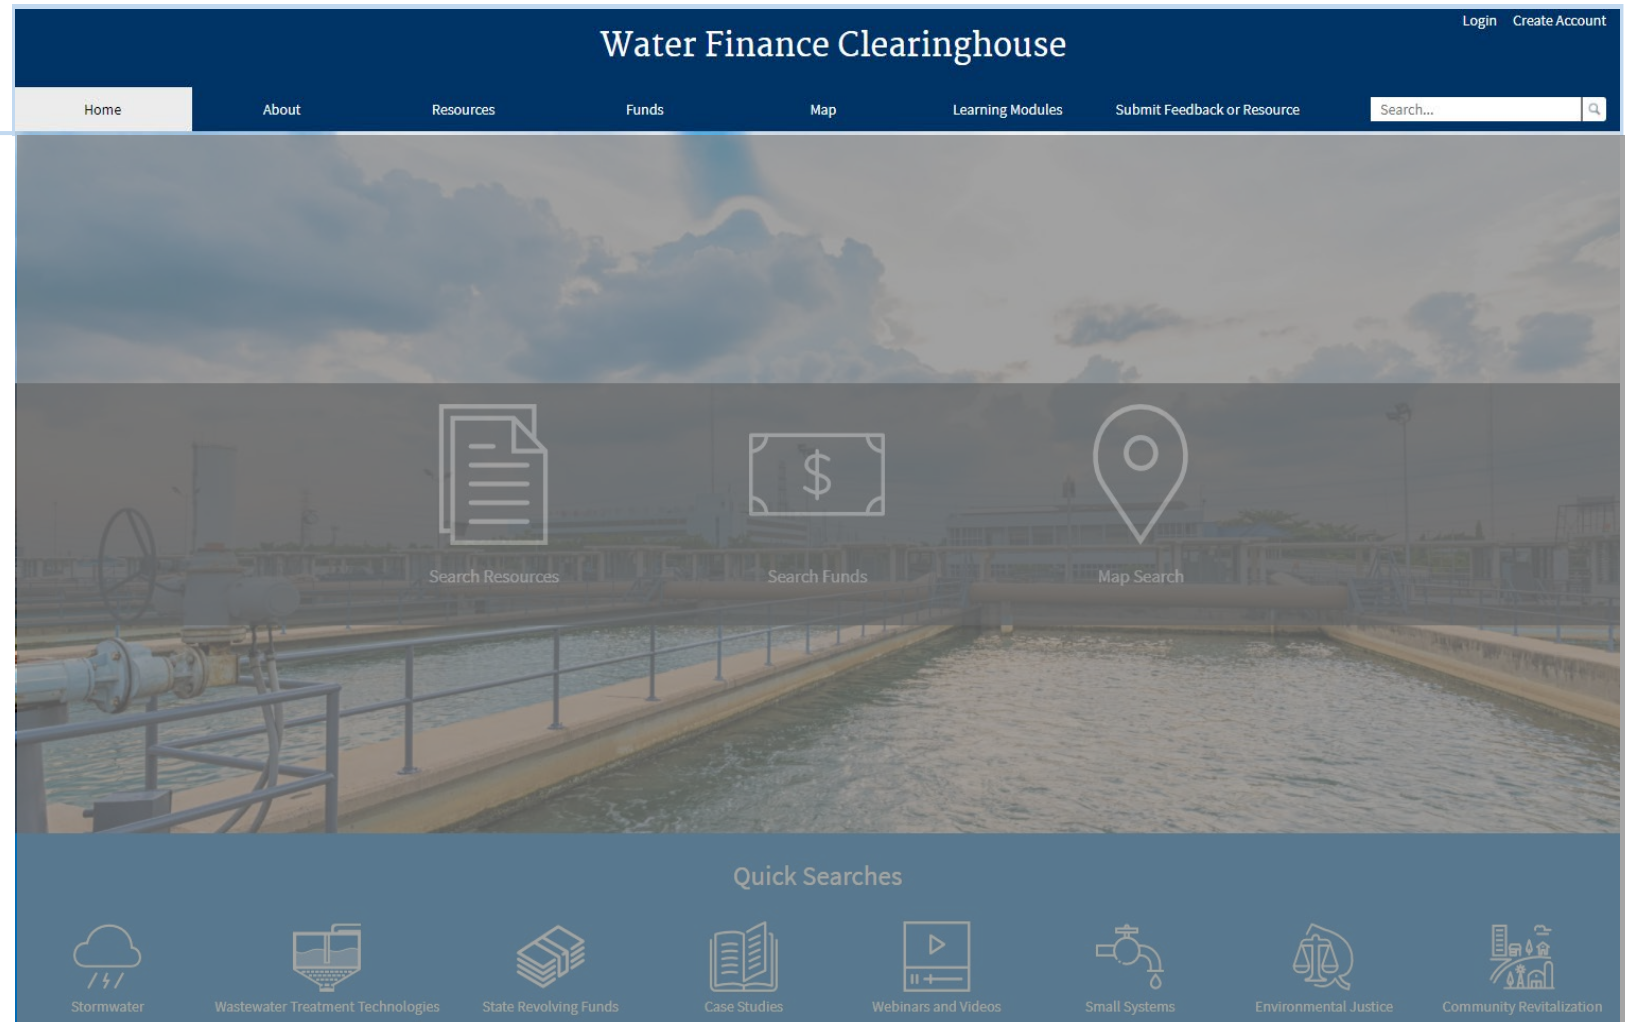 Login Create Account
Water Finance Clearinghouse
Home About Resources Funds Map Learning Modules Submit Feedback or Resource Search...
Search Resources Search Funds Map Search
Quick Searches
Stormwater Wastewater Treatment Technologies State Revolving Funds Case Studies Webinars and Videos Small Systems Environmental Justice Community Revitalization